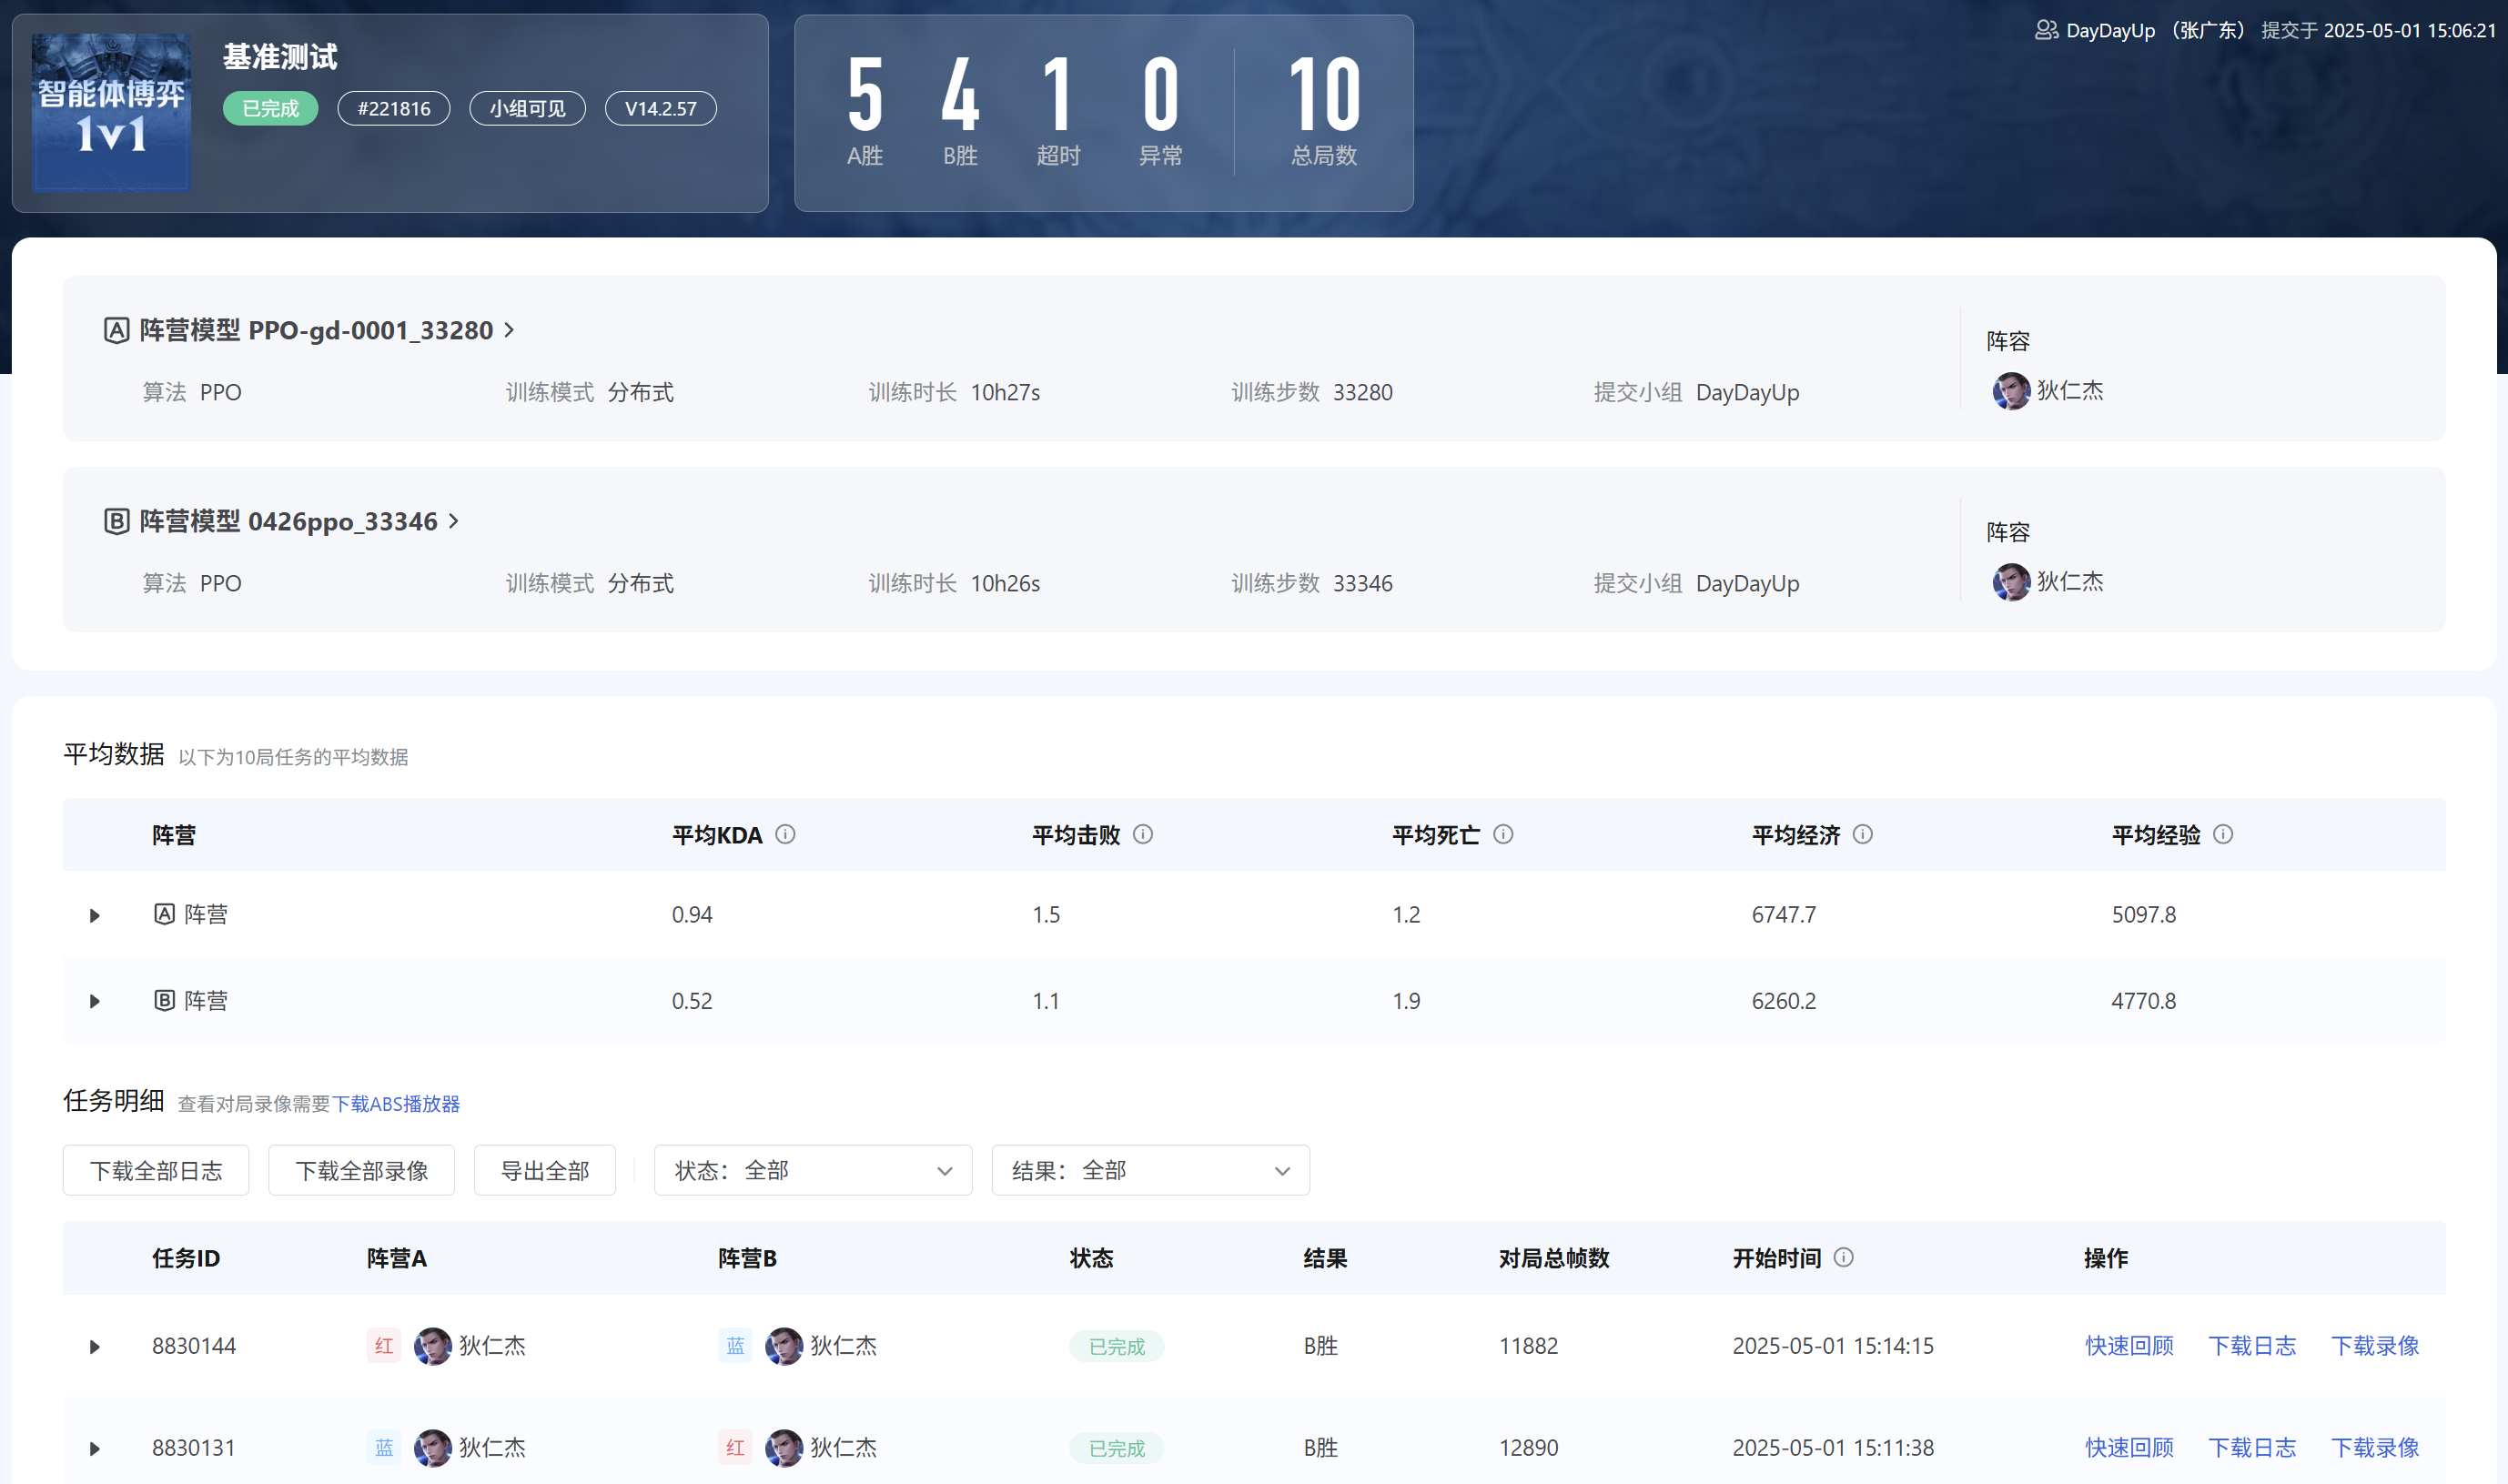 DayDayUp （张广东） 提交于 2025-05-01 15:06:21
智能体博弈
1v1
基准测试
已完成 #221816 小组可见 V14.2.57
5 4 1 0 10
A胜 B胜 超时 异常 总局数
A 阵营模型 PPO-gd-0001_33280
算法 PPO 训练模式 分布式 训练时长 10h27s 训练步数 33280 提交小组 DayDayUp
阵容
狄仁杰
B 阵营模型 0426ppo_33346
算法 PPO 训练模式 分布式 训练时长 10h26s 训练步数 33346 提交小组 DayDayUp
阵容
狄仁杰
平均数据 以下为10局任务的平均数据
阵营 平均KDA 平均击败 平均死亡 平均经济 平均经验
A 阵营 0.94 1.5 1.2 6747.7 5097.8
B 阵营 0.52 1.1 1.9 6260.2 4770.8
任务明细 查看对局录像需要下载ABS播放器
下载全部日志 下载全部录像 导出全部 状态： 全部 结果： 全部
任务ID 阵营A 阵营B 状态 结果 对局总帧数 开始时间 操作
8830144 红 狄仁杰 蓝 狄仁杰 已完成 B胜 11882 2025-05-01 15:14:15 快速回顾 下载日志 下载录像
8830131 蓝 狄仁杰 红 狄仁杰 已完成 B胜 12890 2025-05-01 15:11:38 快速回顾 下载日志 下载录像